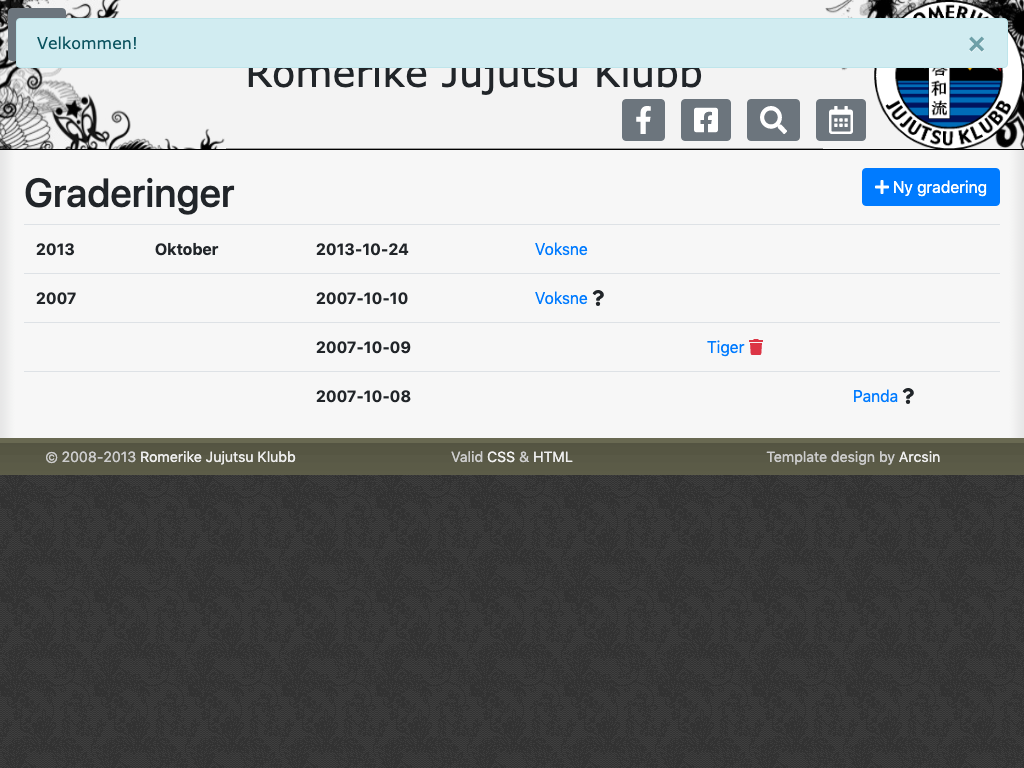 Velkommen!
Romerike Jujutsu Klubb
JUJUTSU KLUBB
和流
Graderinger
Ny gradering
2013 Oktober 2013-10-24 Voksne
2007 2007-10-10 Voksne ?
2007-10-09 Tiger
2007-10-08 Panda ?
© 2008-2013 Romerike Jujutsu Klubb
Valid CSS & HTML
Template design by Arcsin